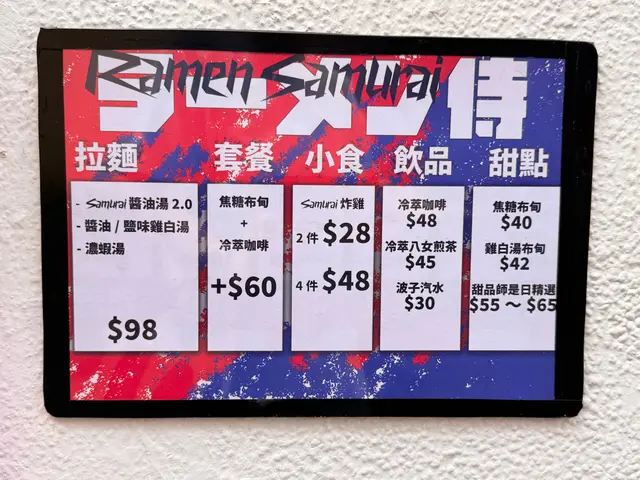 Ramen Samurai
ラーメン侍
拉麵
- Samurai 醬油湯 2.0
- 醬油 / 鹽味雞白湯
- 濃蝦湯
$98
套餐
焦糖布甸
+
冷萃咖啡
+$60
小食
Samurai 炸雞
2 件 $28
4 件 $48
飲品
冷萃咖啡
$48
冷萃八女煎茶
$45
波子汽水
$30
甜點
焦糖布甸
$40
雞白湯布甸
$42
甜品師是日精選
$55 ～ $65